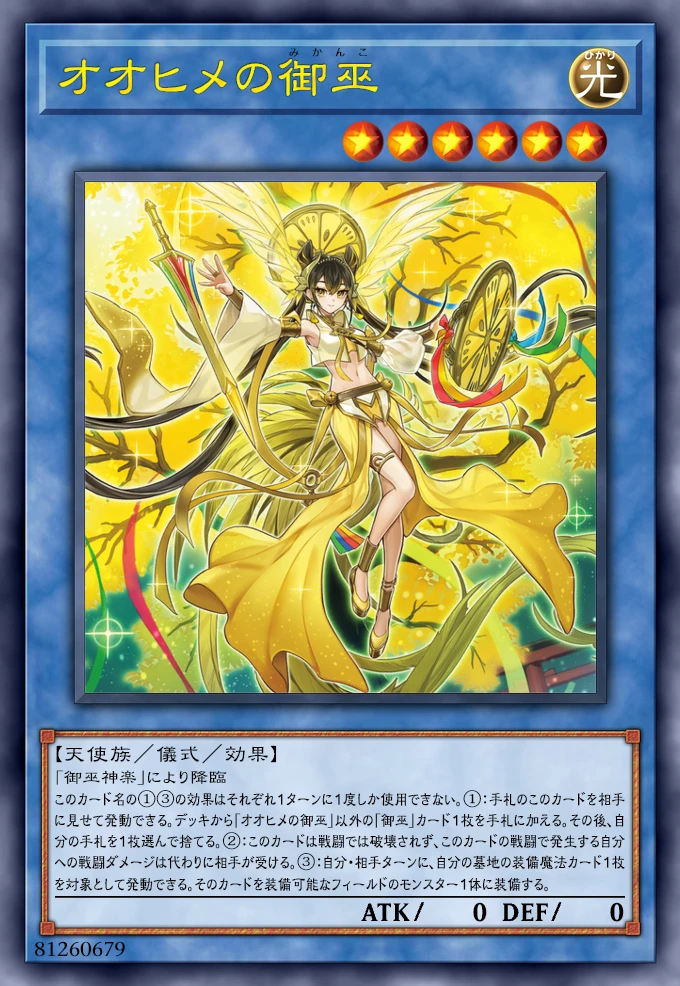 みかんこ
オオヒメの御巫
ひかり
光
【天使族／儀式／効果】
「御巫神楽」により降臨
このカード名の①③の効果はそれぞれ1ターンに1度しか使用できない。①：手札のこのカードを相手
に見せて発動できる。デッキから「オオヒメの御巫」以外の「御巫」カード1枚を手札に加える。その後、自
分の手札を1枚選んで捨てる。②：このカードは戦闘では破壊されず、このカードの戦闘で発生する自分
への戦闘ダメージは代わりに相手が受ける。③：自分・相手ターンに、自分の墓地の装備魔法カード1枚
を対象として発動できる。そのカードを装備可能なフィールドのモンスター1体に装備する。
ATK/ 0 DEF/ 0
81260679